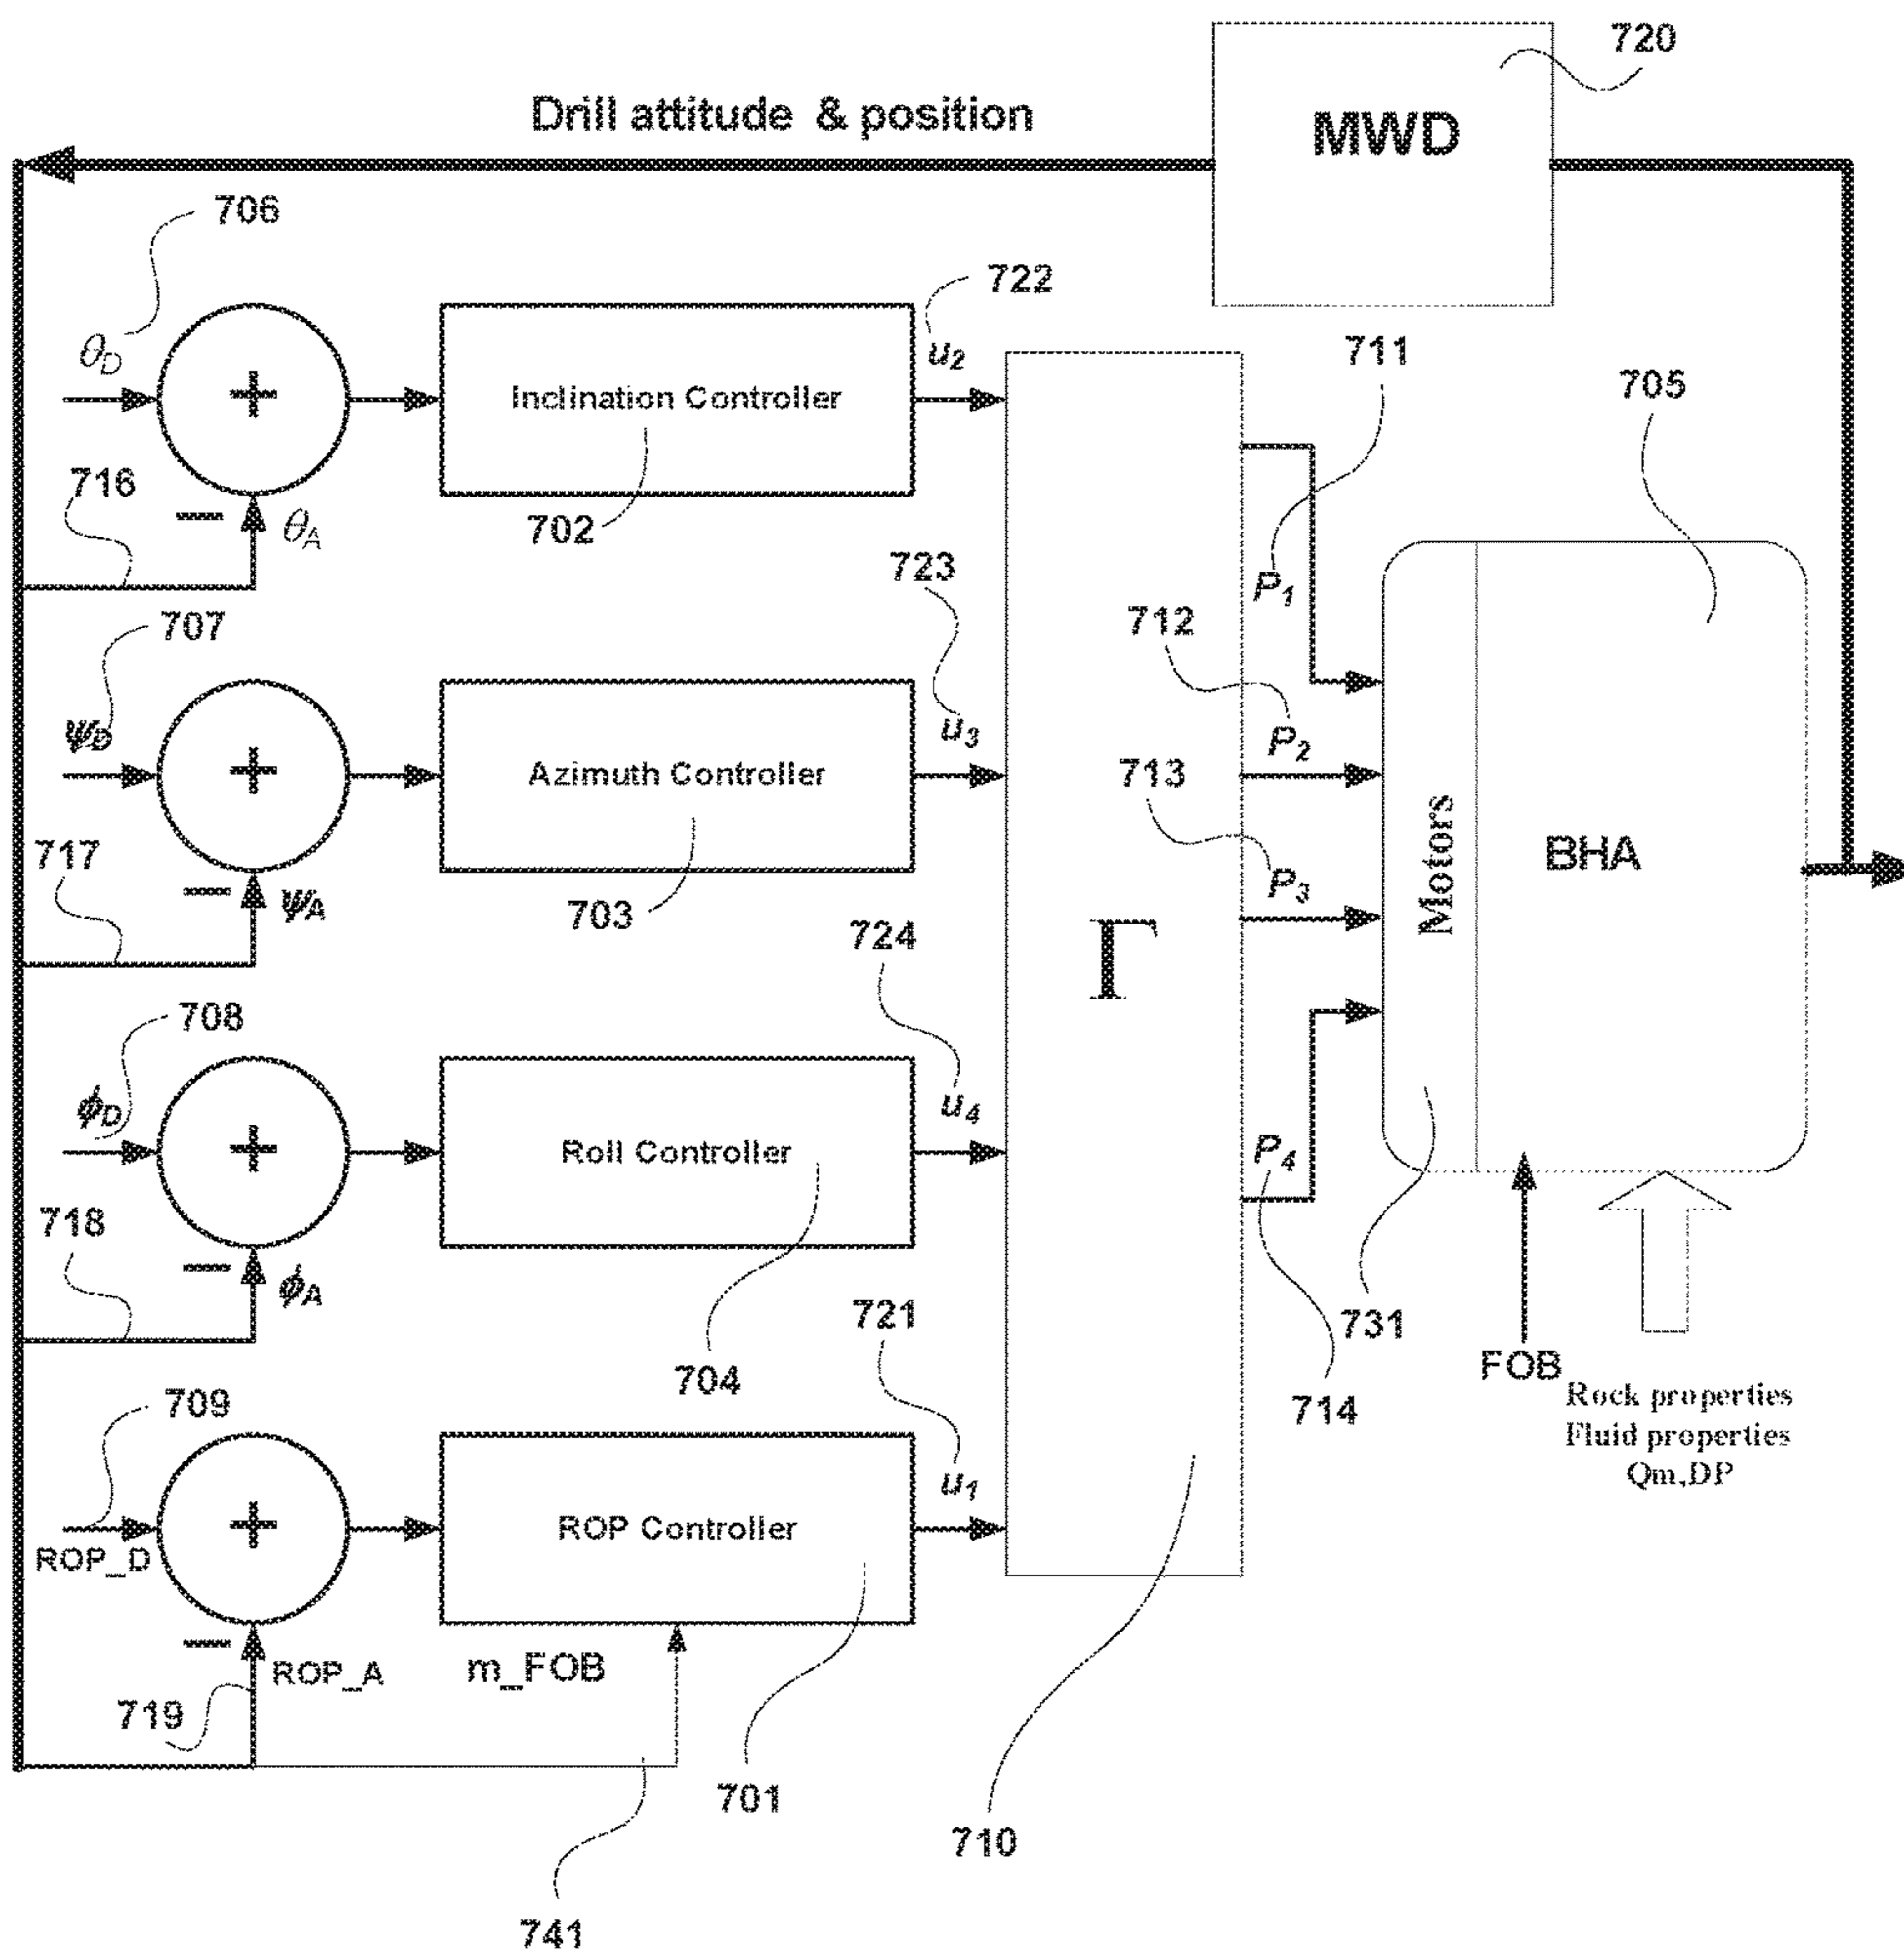 720
MWD
Drill attitude & position
706
θD
θA
716
Inclination Controller
702
722
u2
711
P1
705
707
ψD
ψA
717
Azimuth Controller
703
723
u3
712
P2
713
P3
Motors
BHA
Γ
708
ϕD
ϕA
718
Roll Controller
704
724
u4
P4
714
731
FOB
Rock properties
Fluid properties
Qm,DP
709
ROP_D
ROP_A
719
ROP Controller
m_FOB
701
721
u1
710
741